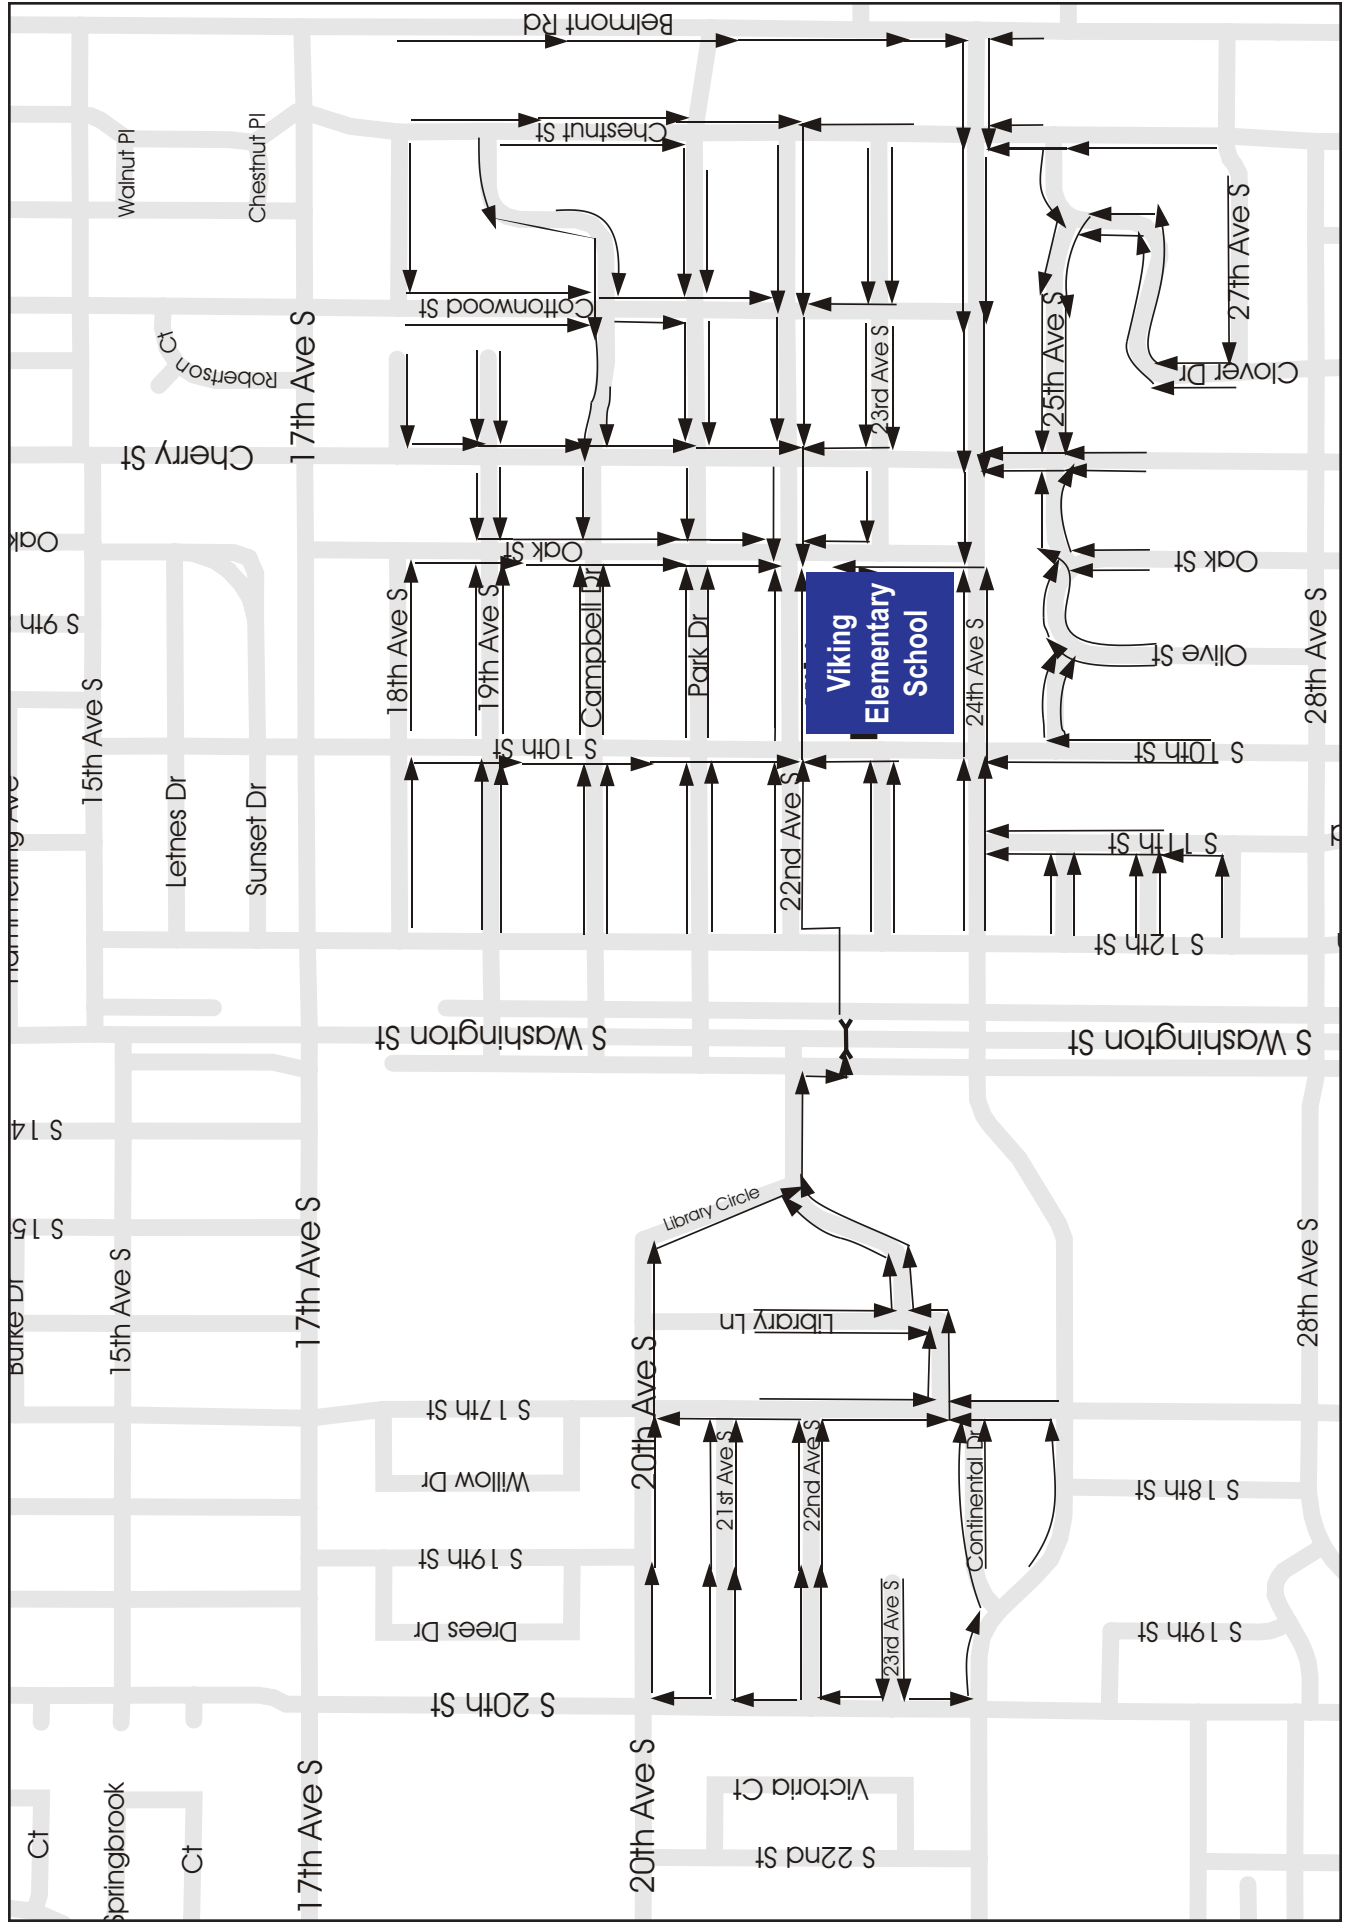 Belmont Rd
Walnut Pl
Chestnut Pl
Chestnut St
27th Ave S
Cottonwood St
17th Ave S
Robertson Ct
23rd Ave S
25th Ave S
Clover Dr
Cherry St
Oak
Oak St
Oak St
S 9th
18th Ave S
19th Ave S
Campbell Dr
Park Dr
Viking
Elementary
School
24th Ave S
Olive St
28th Ave S
15th Ave S
S 10th St
S 10th St
Letnes Dr
Sunset Dr
22nd Ave S
S 11th St
S 12th St
S Washington St
S Washington St
S 14
S 15
Library Circle
17th Ave S
15th Ave S
28th Ave S
Burke Dr
Library Ln
20th Ave S
S 17th St
Willow Dr
21st Ave S
22nd Ave S
Continental Dr
S 18th St
S 19th St
Drees Dr
23rd Ave S
S 19th St
S 20th St
20th Ave S
17th Ave S
Victoria Ct
Ct
Springbrook
Ct
S 22nd St